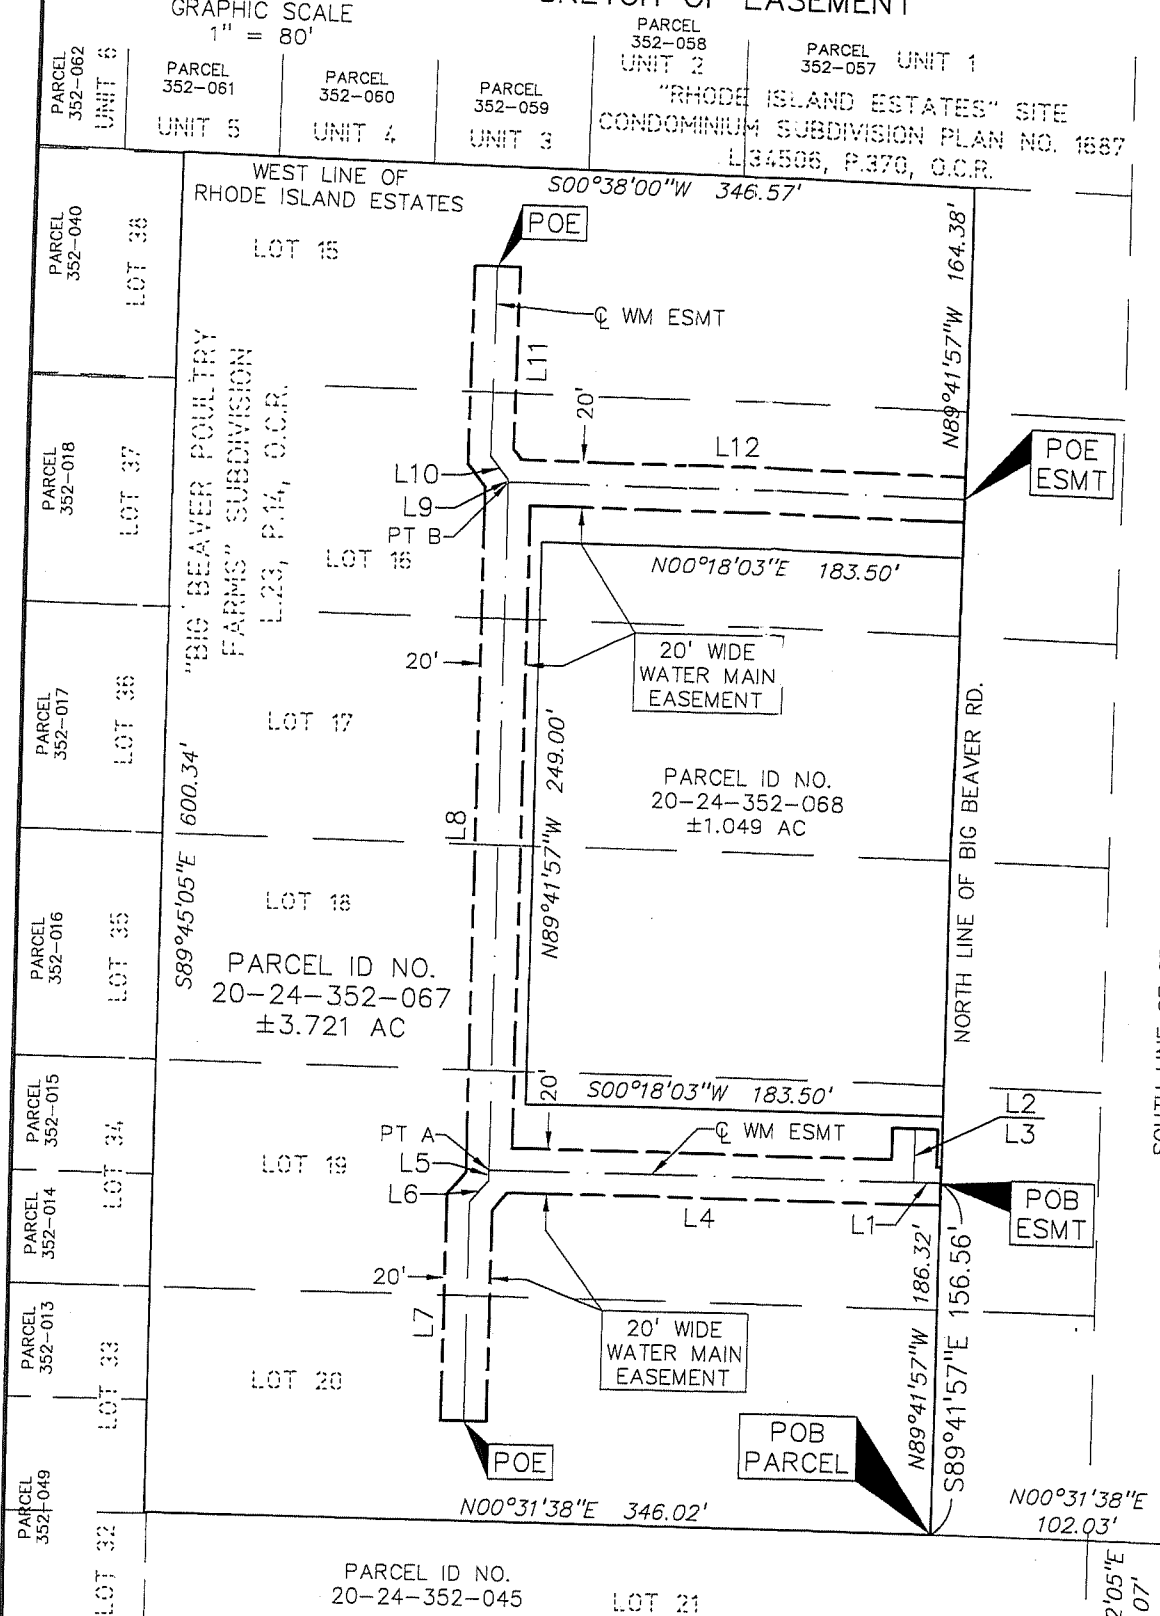 SKETCH OF EASEMENT
GRAPHIC SCALE
1" = 80'
PARCEL
352-062
UNIT 6
PARCEL
352-061
UNIT 5
PARCEL
352-060
UNIT 4
PARCEL
352-059
UNIT 3
PARCEL
352-058
UNIT 2
PARCEL
352-057
UNIT 1
"RHODE ISLAND ESTATES" SITE
CONDOMINIUM SUBDIVISION PLAN NO. 1687
L.34506, P.370, O.C.R.
WEST LINE OF
RHODE ISLAND ESTATES
S00°38'00"W 346.57'
PARCEL
352-040
LOT 38
LOT 15
POE
℄ WM ESMT
N89°41'57"W 164.38'
L11
20'
L12
POE
ESMT
"BIG BEAVER POULTRY
FARMS" SUBDIVISION
L.23, P.14, O.C.R.
PARCEL
352-018
LOT 37
L10
L9
PT B
LOT 16
N00°18'03"E 183.50'
20'
20' WIDE
WATER MAIN
EASEMENT
PARCEL
352-017
LOT 36
LOT 17
S89°45'05"E 600.34'
L8
N89°41'57"W 249.00'
PARCEL ID NO.
20-24-352-068
±1.049 AC
NORTH LINE OF BIG BEAVER RD.
PARCEL
352-016
LOT 35
LOT 18
PARCEL ID NO.
20-24-352-067
±3.721 AC
PARCEL
352-015
LOT 34
20'
S00°18'03"W 183.50'
L2
L3
PT A
℄ WM ESMT
LOT 19
L5
L6
PARCEL
352-014
L4
L1
POB
ESMT
20'
L7
N89°41'57"W 186.32'
S89°41'57"E 156.56'
PARCEL
352-013
LOT 33
20' WIDE
WATER MAIN
EASEMENT
LOT 20
POB
PARCEL
POE
PARCEL
352-049
N00°31'38"E 346.02'
N00°31'38"E
102.03'
LOT 32
PARCEL ID NO.
20-24-352-045
LOT 21
2'05"E
07'
SOUTH LINE OF